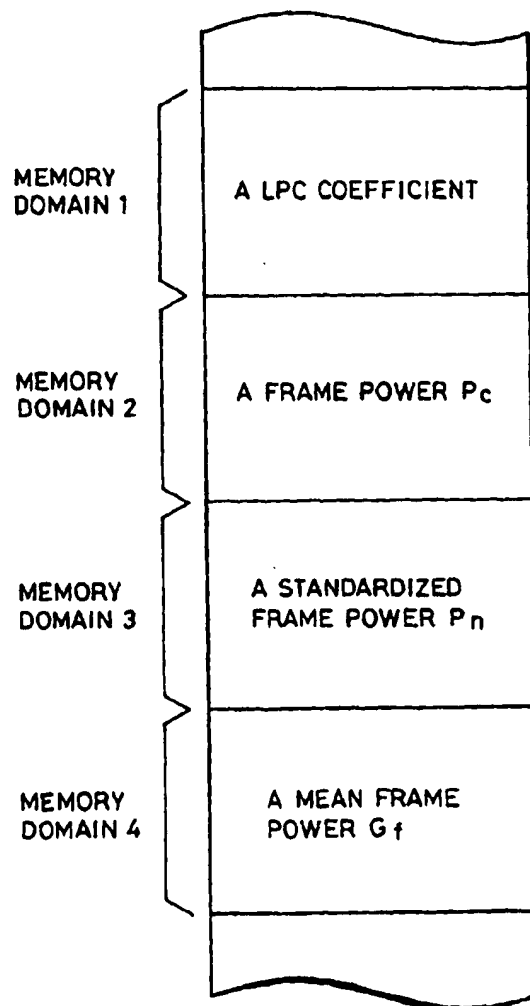 MEMORY
DOMAIN 1
A LPC COEFFICIENT
MEMORY
DOMAIN 2
A FRAME POWER Pc
MEMORY
DOMAIN 3
A STANDARDIZED
FRAME POWER Pn
MEMORY
DOMAIN 4
A MEAN FRAME
POWER Gf